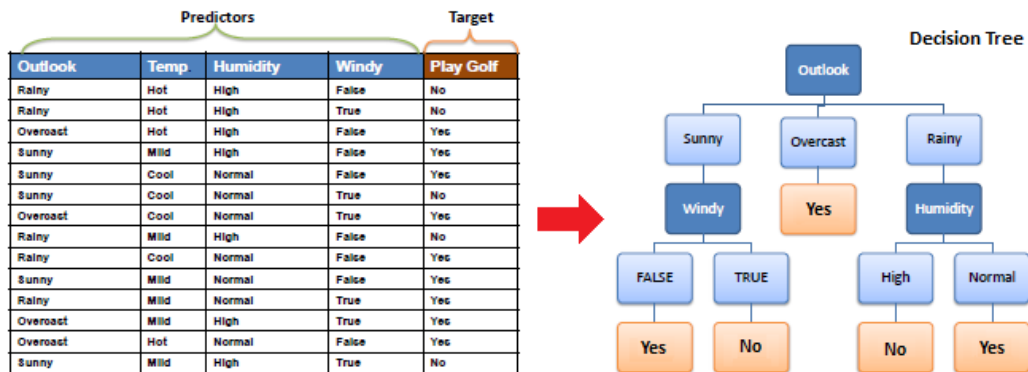 Predictors Target
Outlook Temp. Humidity Windy Play Golf
Rainy Hot High False No
Rainy Hot High True No
Overcast Hot High False Yes
Sunny Mild High False Yes
Sunny Cool Normal False Yes
Sunny Cool Normal True No
Overcast Cool Normal True Yes
Rainy Mild High False No
Rainy Cool Normal False Yes
Sunny Mild Normal False Yes
Rainy Mild Normal True Yes
Overcast Mild High True Yes
Overcast Hot Normal False Yes
Sunny Mild High True No
Decision Tree
Outlook
Sunny Overcast Rainy
Windy Yes Humidity
FALSE TRUE High Normal
Yes No No Yes